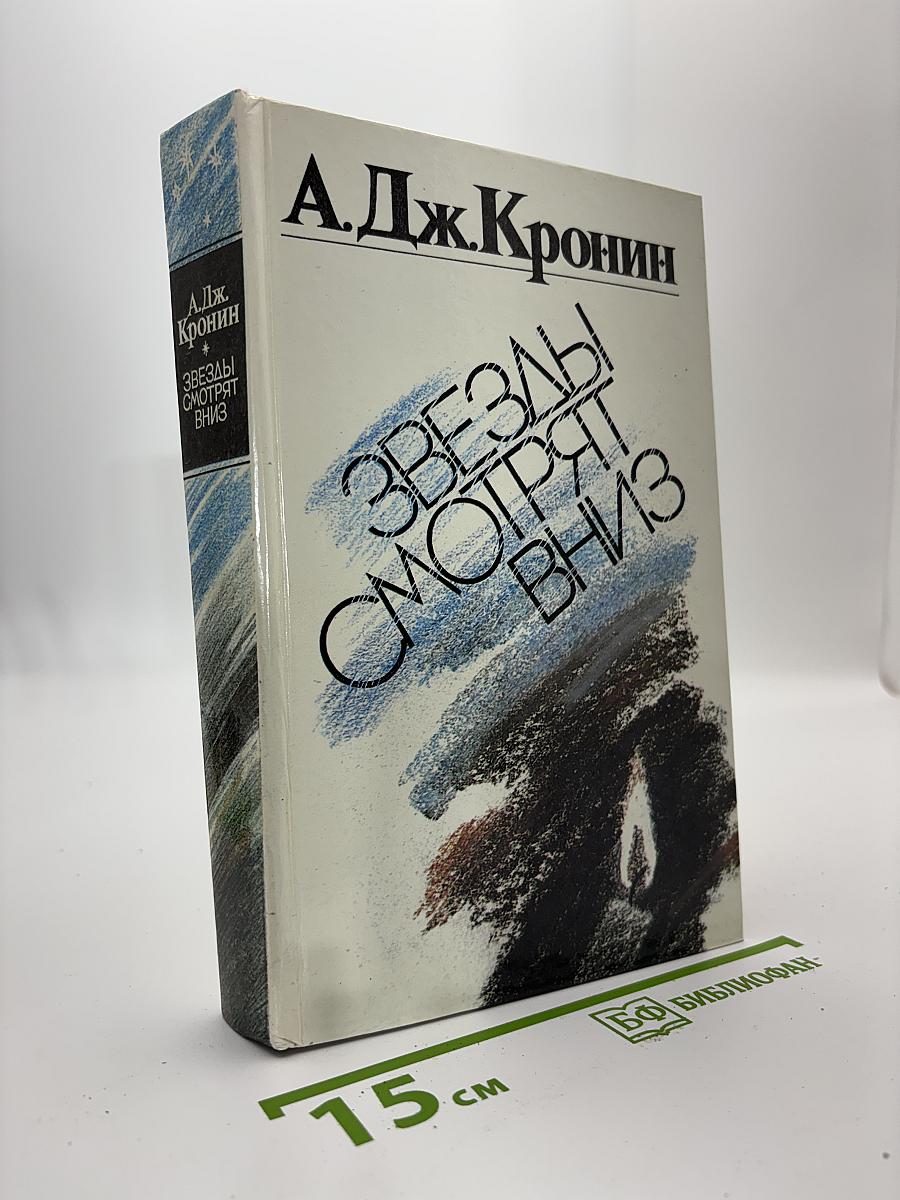 А.Дж.Кронин
ЗВЕЗДЫ
СМОТРЯТ
ВНИЗ
А.Дж.
Кронин
*
ЗВЕЗДЫ
СМОТРЯТ
ВНИЗ
БФ БИБЛИОФАН
15 см